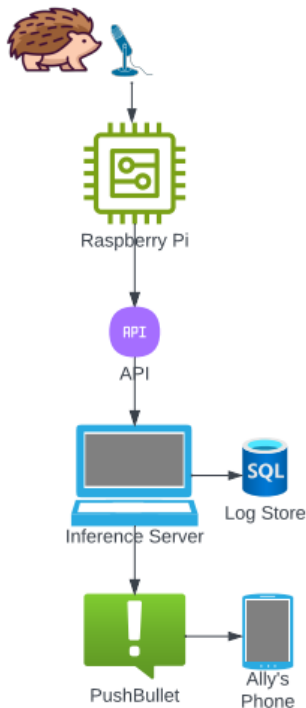 Raspberry Pi
API
API
SQL
Log Store
Inference Server
!
PushBullet
Ally's
Phone